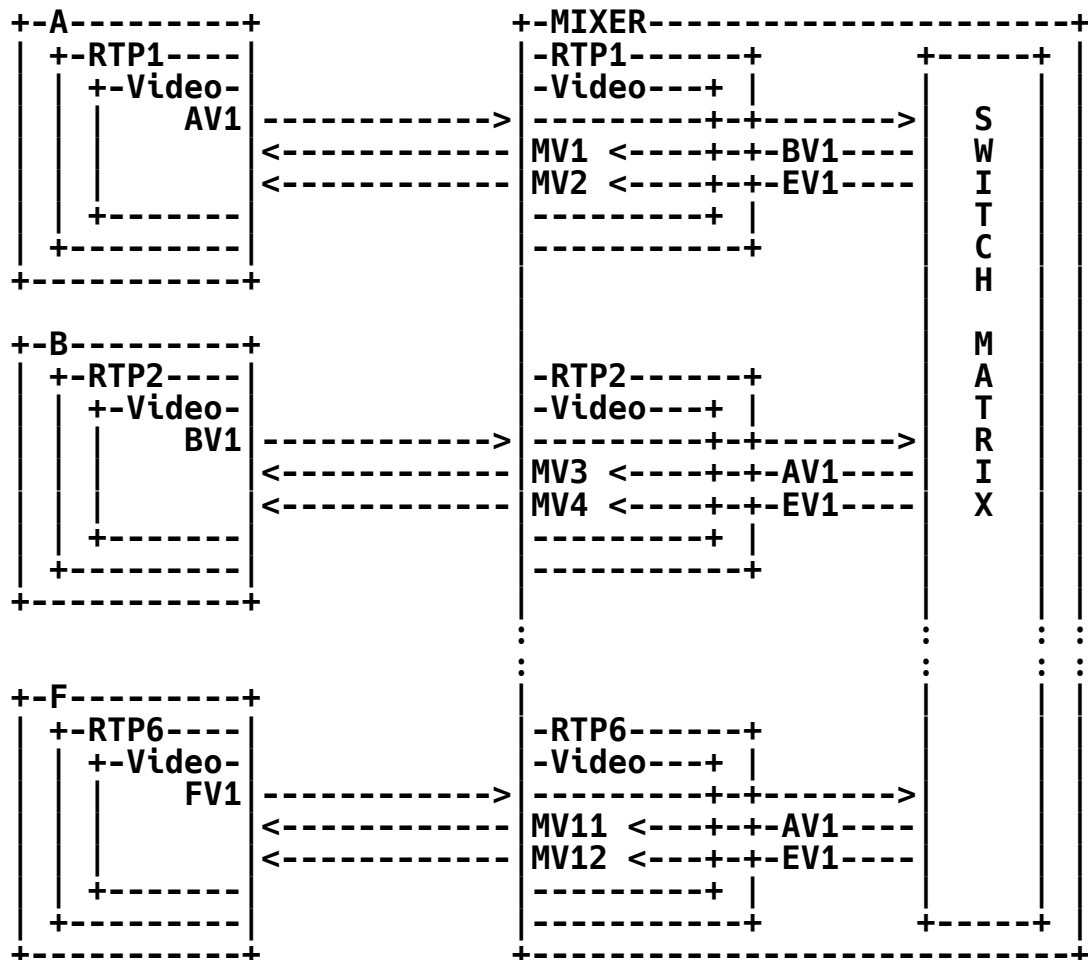 +-A---------+             +-MIXER----------------------+
| +-RTP1----|             |-RTP1------+        +-----+ |
| | +-Video-|             |-Video---+ |        |     | |
| | |    AV1|------------>|---------+-+------->|  S  | |
| | |       |<------------|MV1 <----+-+-BV1----|  W  | |
| | |       |<------------|MV2 <----+-+-EV1----|  I  | |
| | +-------|             |---------+ |        |  T  | |
| +---------|             |-----------+        |  C  | |
+-----------+             |                    |  H  | |
                          |                    |     | |
+-B---------+             |                    |  M  | |
| +-RTP2----|             |-RTP2------+        |  A  | |
| | +-Video-|             |-Video---+ |        |  T  | |
| | |    BV1|------------>|---------+-+------->|  R  | |
| | |       |<------------|MV3 <----+-+-AV1----|  I  | |
| | |       |<------------|MV4 <----+-+-EV1----|  X  | |
| | +-------|             |---------+ |        |     | |
| +---------|             |-----------+        |     | |
+-----------+             |                    |     | |
                          :                    :     : :
                          :                    :     : :
+-F---------+             |                    |     | |
| +-RTP6----|             |-RTP6------+        |     | |
| | +-Video-|             |-Video---+ |        |     | |
| | |    FV1|------------>|---------+-+------->|     | |
| | |       |<------------|MV11 <---+-+-AV1----|     | |
| | |       |<------------|MV12 <---+-+-EV1----|     | |
| | +-------|             |---------+ |        |     | |
| +---------|             |-----------+        +-----+ |
+-----------+             +----------------------------+